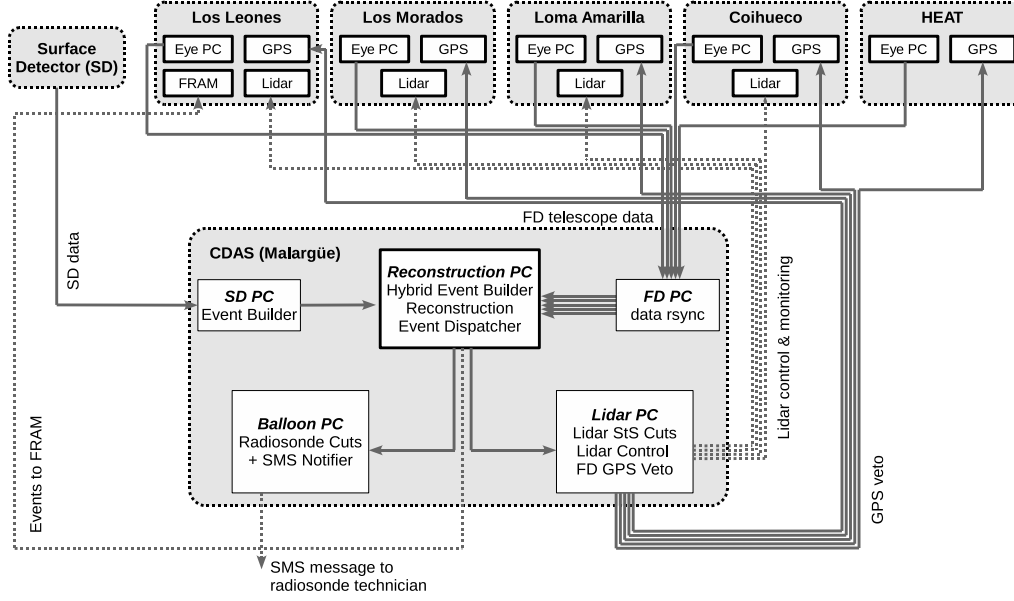 Surface
Detector (SD)
Los Leones
Eye PC
GPS
FRAM
Lidar
Los Morados
Eye PC
GPS
Lidar
Loma Amarilla
Eye PC
GPS
Lidar
Coihueco
Eye PC
GPS
Lidar
HEAT
Eye PC
GPS
FD telescope data
SD data
CDAS (Malargüe)
SD PC
Event Builder
Reconstruction PC
Hybrid Event Builder
Reconstruction
Event Dispatcher
FD PC
data rsync
Balloon PC
Radiosonde Cuts
+ SMS Notifier
Lidar PC
Lidar StS Cuts
Lidar Control
FD GPS Veto
Lidar control & monitoring
GPS veto
Events to FRAM
SMS message to
radiosonde technician